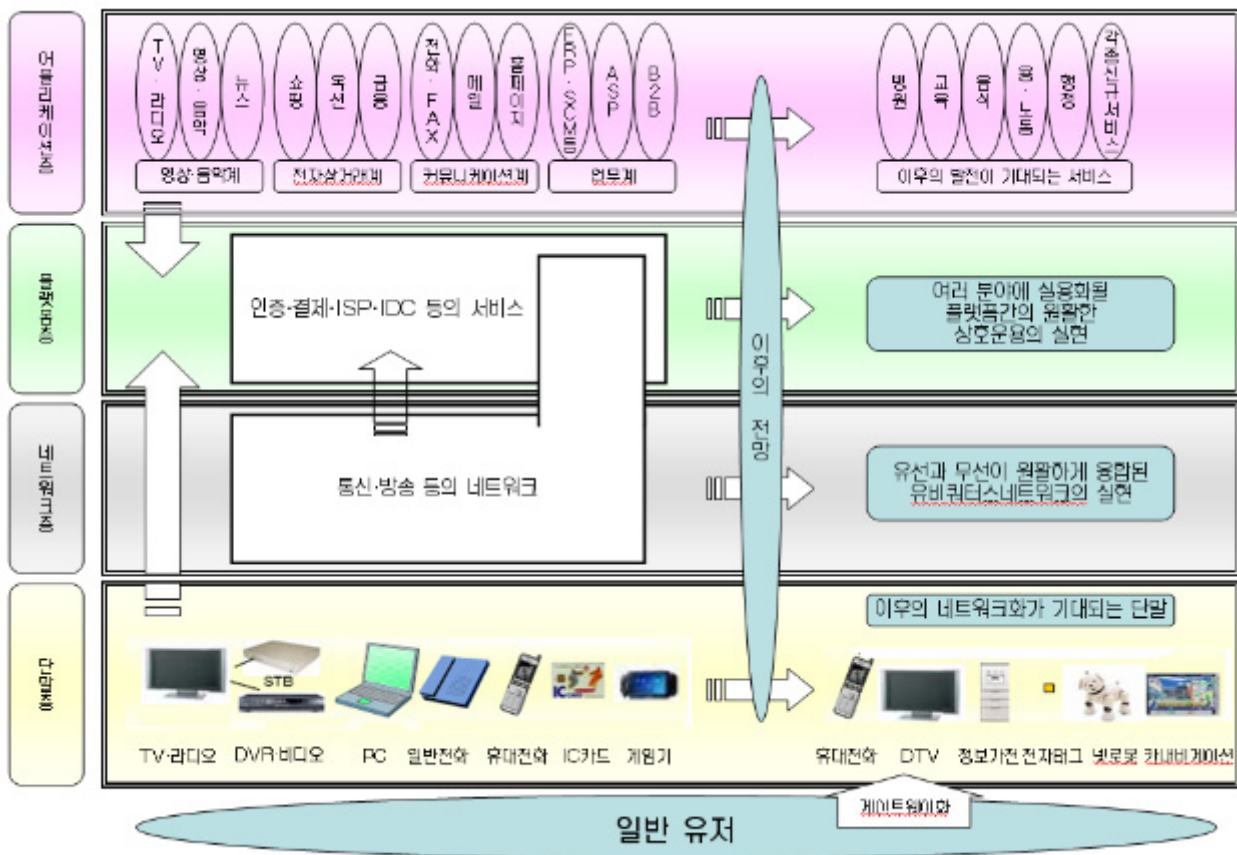 어플리케이션층
TV·라디오
영상·음악
뉴스
쇼핑
옥션
금융
전화·FAX
메일
홈페이지
ASP
B2B
병원
교육
음식
행정
각종신규서비스
영상·음악계
전자상거래계
커뮤니케이션계
업무계
이후의 발전이 기대되는 서비스
플랫폼층
인증·결제·ISP·IDC 등의 서비스
여러 분야에 실용화될
플랫폼간의 원활한
상호운용의 실현
이후의 전망
네트워크층
통신·방송 등의 네트워크
유선과 무선이 원활하게 융합된
유비쿼터스네트워크의 실현
단말층
이후의 네트워크화가 기대되는 단말
STB
IC
TV·라디오
DVR·비디오
PC
일반전화
휴대전화
IC카드
게임기
휴대전화
DTV
정보가전
전자태그
넷로봇
카내비게이션
게이트웨이화
일반 유저